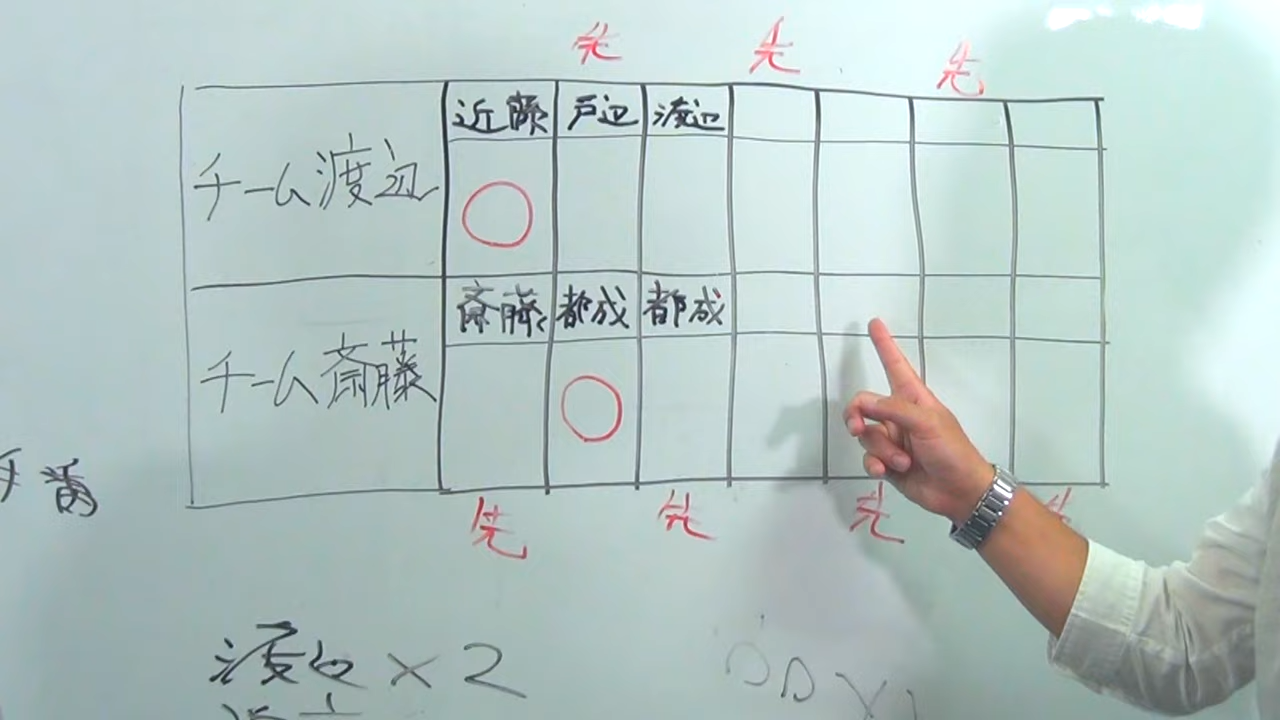 先 先 先
近藤 戸辺 渡辺
チーム渡辺
斎藤 都成 都成
チーム斎藤
番
先 先 先 先
渡辺×2